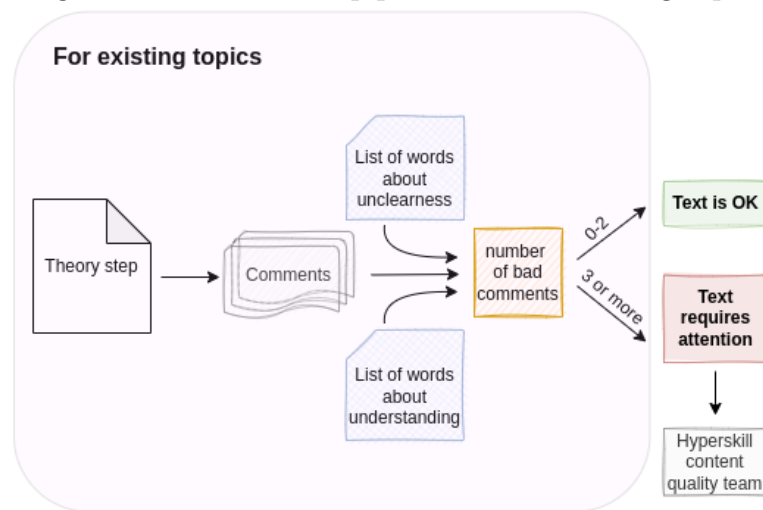 For existing topics
List of words
about
unclearness
Theory step
Comments
number
of bad
comments
0-2
3 or more
Text is OK
Text
requires
attention
List of words
about
understanding
Hyperskill
content
quality team